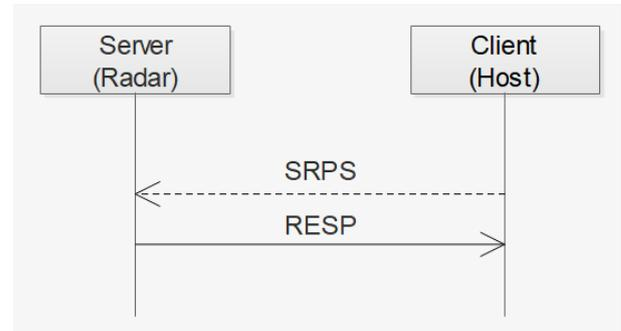 Server
(Radar)
Client
(Host)
SRPS
RESP